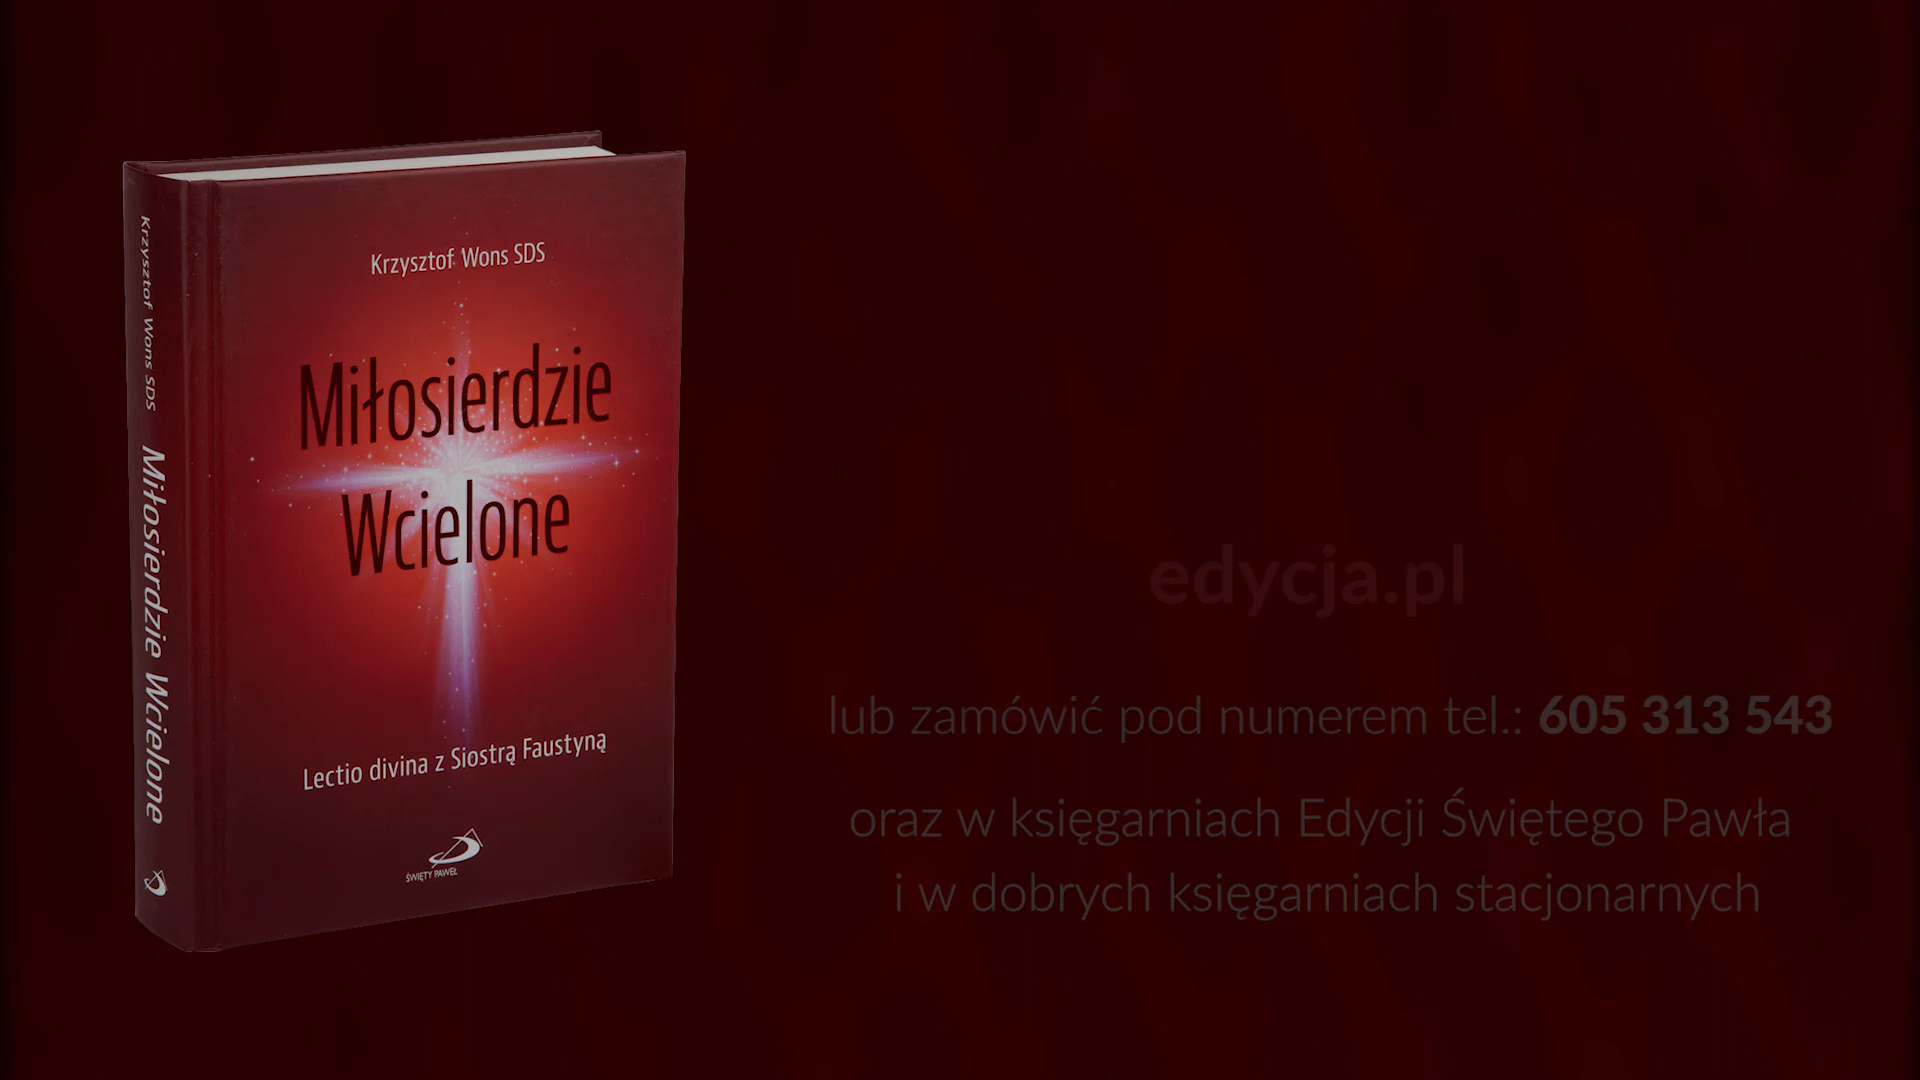 Krzysztof Wons SDS
Miłosierdzie
Wcielone
Lectio divina z Siostrą Faustyną
ŚWIĘTY PAWEŁ
Krzysztof Wons SDS Miłosierdzie Wcielone
edycja.pl
lub zamówić pod numerem tel.: 605 313 543
oraz w księgarniach Edycji Świętego Pawła
i w dobrych księgarniach stacjonarnych